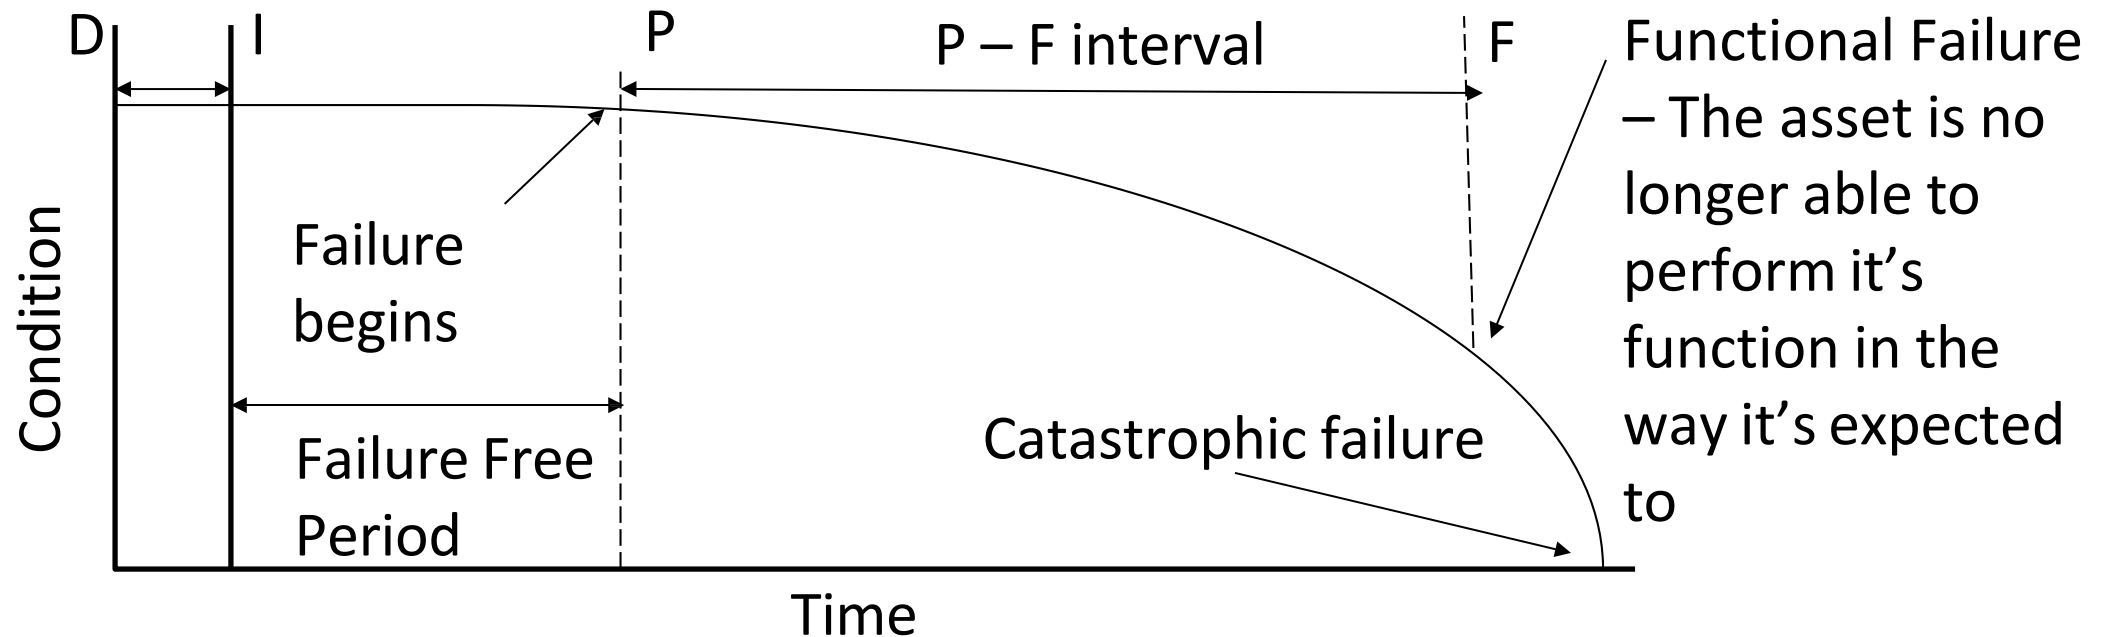 D
I
P
P – F interval
F
Functional Failure
– The asset is no
longer able to
perform it’s
function in the
way it’s expected
to
Failure
begins
Failure Free
Period
Catastrophic failure
Condition
Time